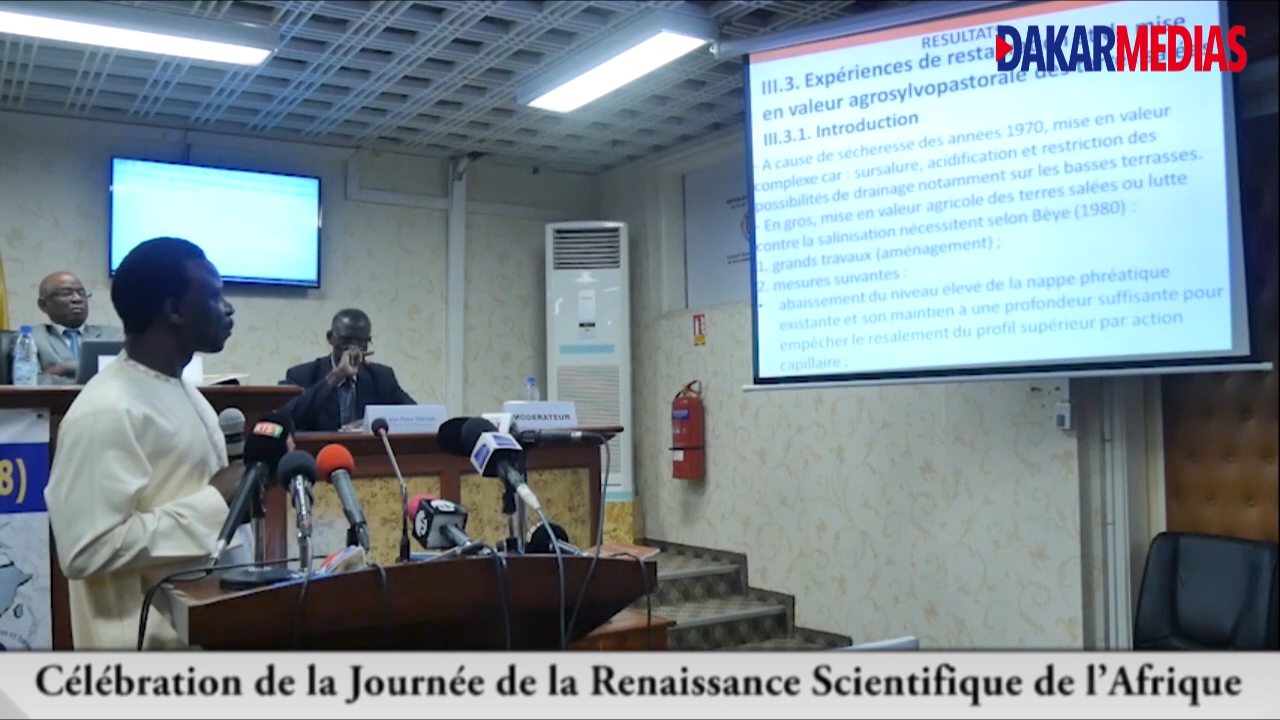 DAKARMEDIAS
RESULTAT
III.3. Expériences de mise
en valeur agrosylvopastorale des
III.3.1. Introduction
- A cause de sécheresse des années 1970, mise en valeur
complexe car : sursalure, acidification et restriction des
possibilités de drainage notamment sur les basses terrasses.
- En gros, mise en valeur agricole des terres salées ou lutte
contre la salinisation nécessitent selon Bèye (1980) :
1. grands travaux (aménagement) ;
2. mesures suivantes :
• abaissement du niveau élevé de la nappe phréatique
existante et son maintien à une profondeur suffisante pour
empêcher le resalement du profil supérieur par action
capillaire ;
MODERATEUR
RTS
8)
Célébration de la Journée de la Renaissance Scientifique de l'Afrique